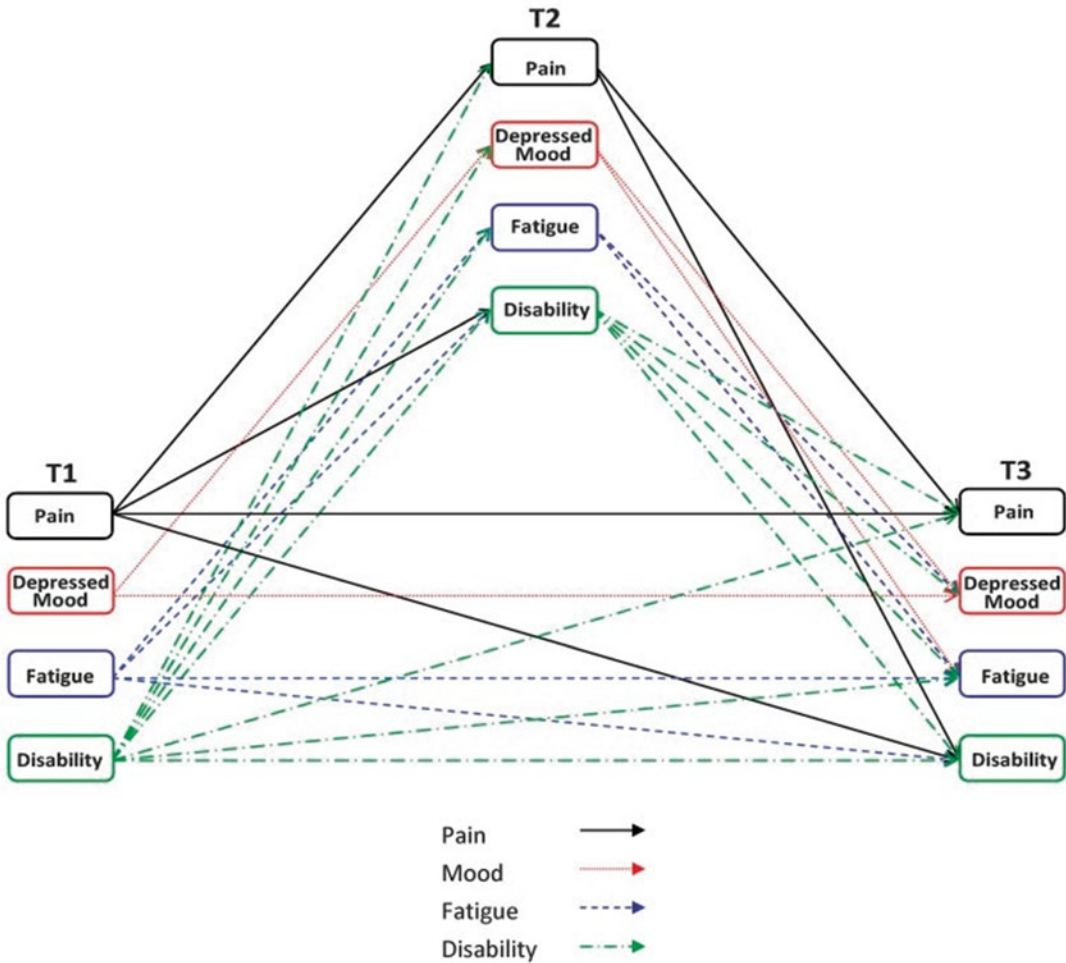 T2
Pain
Depressed
Mood
Fatigue
Disability
T1
Pain
Depressed
Mood
Fatigue
Disability
T3
Pain
Depressed
Mood
Fatigue
Disability
Pain
Mood
Fatigue
Disability